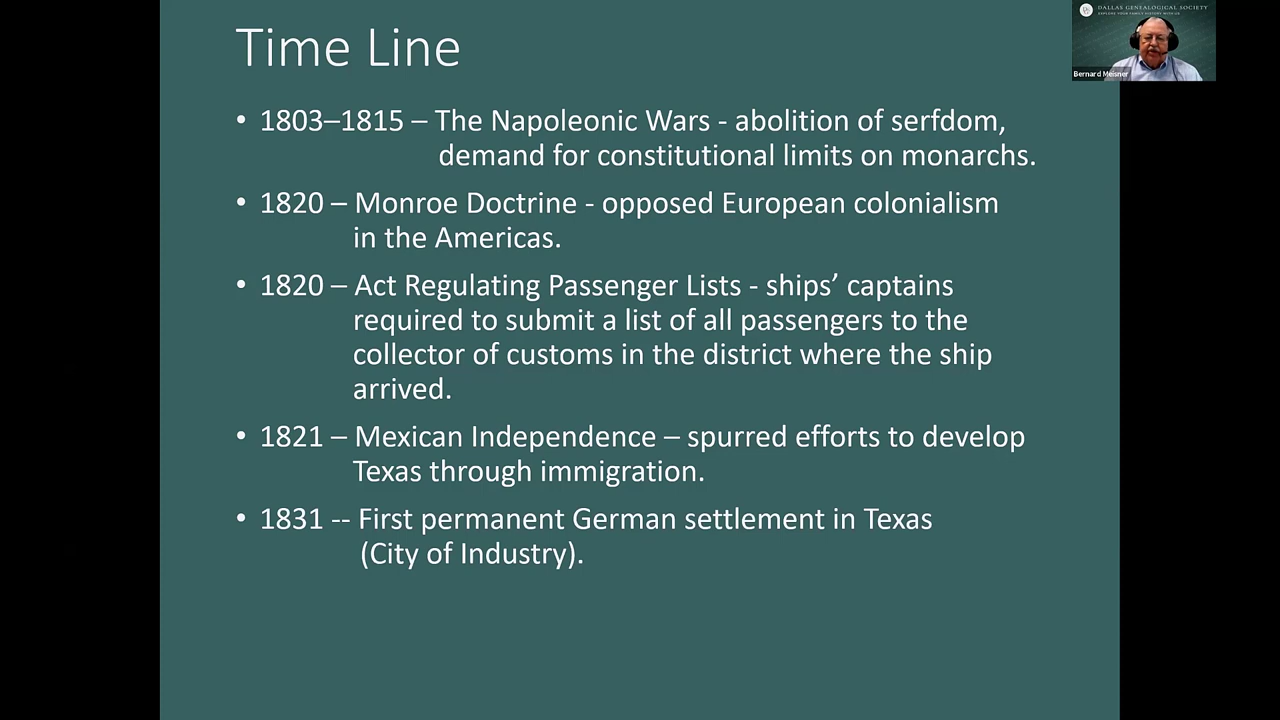 Time Line
• 1803–1815 – The Napoleonic Wars - abolition of serfdom,
demand for constitutional limits on monarchs.
• 1820 – Monroe Doctrine - opposed European colonialism
in the Americas.
• 1820 – Act Regulating Passenger Lists - ships’ captains
required to submit a list of all passengers to the
collector of customs in the district where the ship
arrived.
• 1821 – Mexican Independence – spurred efforts to develop
Texas through immigration.
• 1831 -- First permanent German settlement in Texas
(City of Industry).
DALLAS GENEALOGICAL SOCIETY
Bernard Meisner